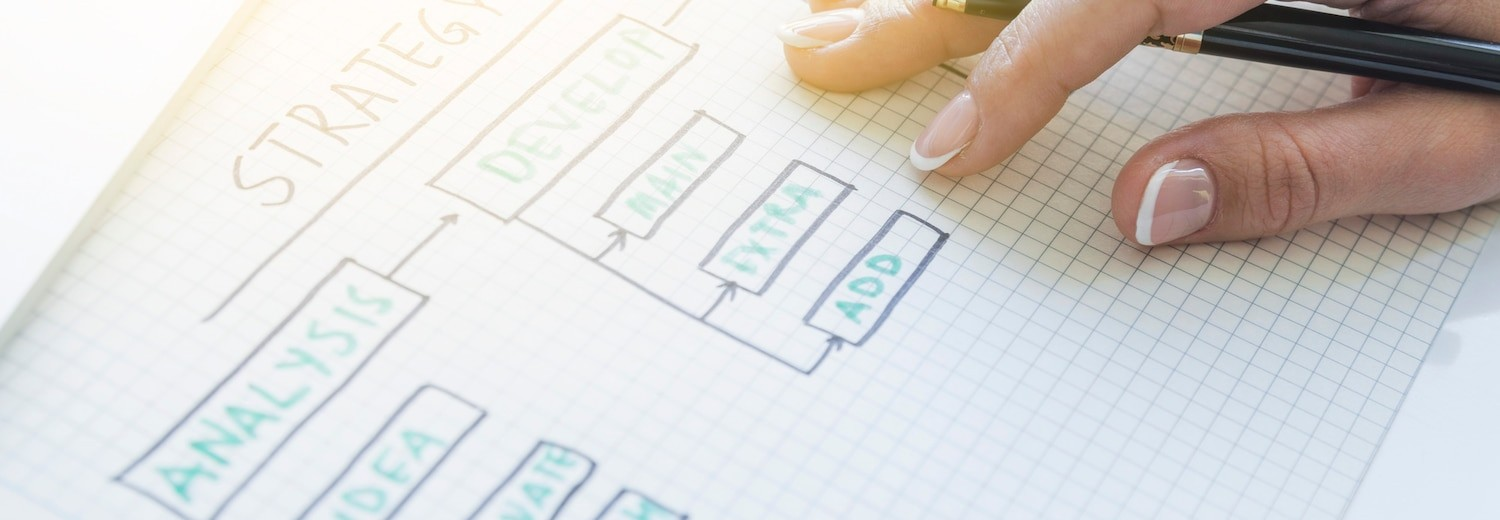 STRATEGY
DEVELOP
MAIN
EXTRA
ADD
ANALYSIS
IDEA